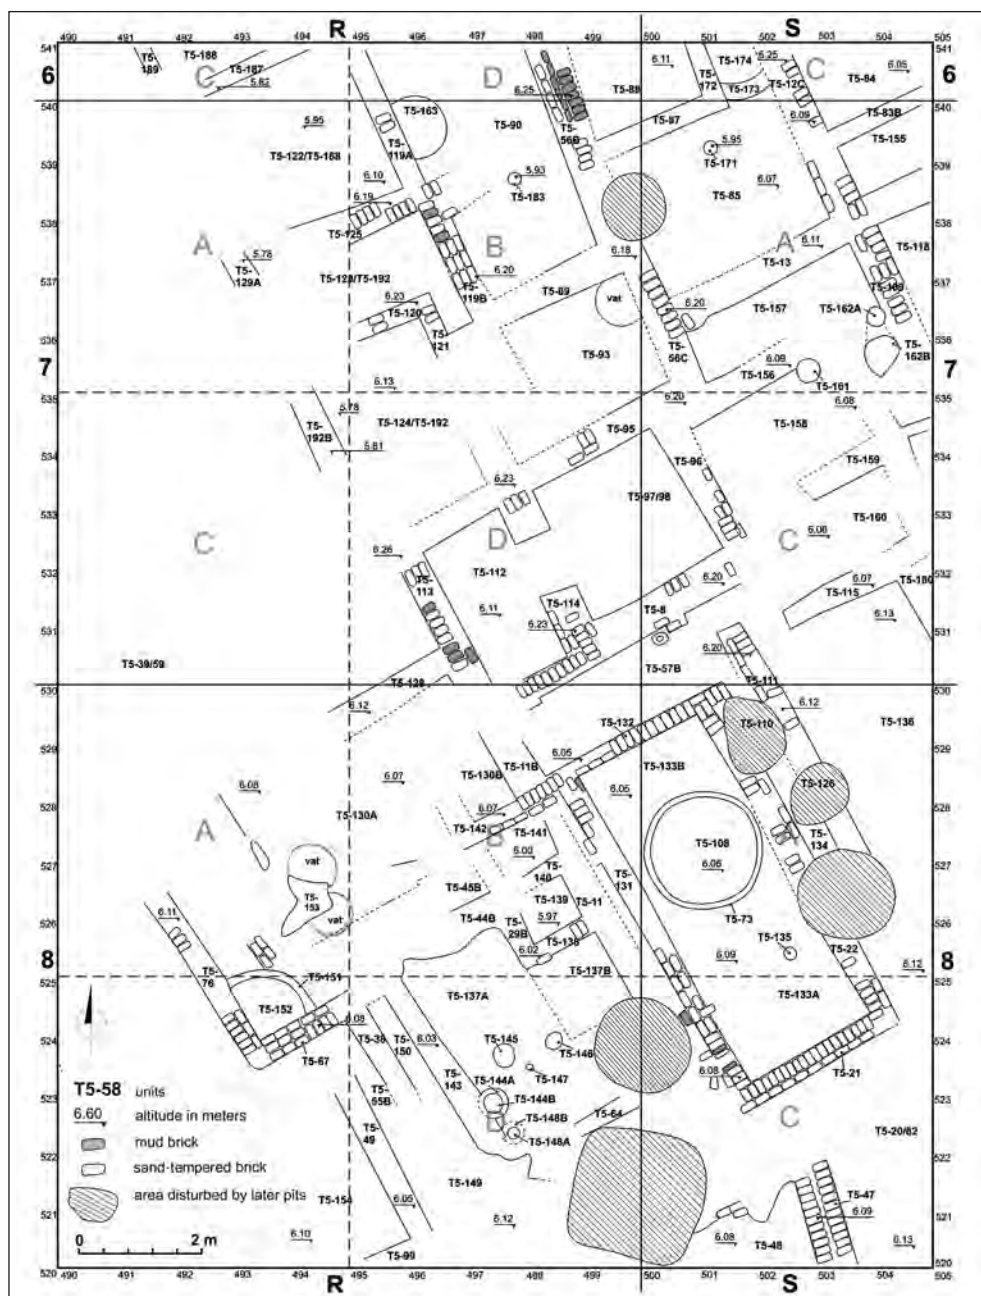 R S
490 491 492 493 494 495 496 497 498 499 500 501 502 503 504 505
541 541
6 6
T5-189
T5-188
C
T5-187
5.62
D
6.25
T5-88
6.11
T5-172
T5-174
T5-173
6.25
T5-12C
C
T5-84
6.05
540 540
5.95
T5-163
T5-90
T5-56B
T5-87
6.09
T5-83B
T5-155
T5-122/T5-168
T5-119A
5.95
T5-171
539 539
6.10
5.93
T5-183
T5-85
6.07
6.19
538 538
T5-125
A
B
6.18
A
6.11
T5-118
5.78
T5-129A
T5-123/T5-192
6.20
T5-119B
T5-89
vat
T5-13
T5-169
537 537
6.23
T5-120
6.20
T5-157
T5-162A
T5-121
T5-93
T5-56C
T5-162B
536 536
7 7
6.13
T5-156
6.09
T5-161
535 535
5.78
6.20
6.08
T5-192B
T5-124/T5-192
T5-95
T5-158
5.81
534 534
T5-96
T5-159
6.23
T5-97/98
533 533
T5-160
C
D
C
6.06
6.26
532 532
T5-113
T5-112
6.20
6.07
T5-180
T5-114
T5-115
6.11
T5-8
6.13
6.23
531 531
T5-39/59
T5-57B
6.20
T5-111
530 530
T5-128
6.12
6.12
T5-132
T5-110
T5-136
529 529
T5-130B
T5-11B
6.05
T5-133B
6.08
6.07
6.05
T5-126
528 528
A
T5-130A
6.07
T5-142
B
T5-141
T5-134
6.00
T5-108
527 527
vat
T5-140
6.06
T5-153
T5-45B
T5-139
T5-11
T5-131
526 526
6.11
vat
T5-44B
T5-29B
5.97
T5-138
T5-73
T5-135
T5-22
8 8
6.02
6.09
6.12
525 525
T5-76
T5-151
T5-137A
T5-137B
T5-133A
T5-152
6.08
524 524
T5-67
T5-38
T5-150
6.03
T5-145
T5-146
T5-21
T5-143
T5-144A
T5-147
6.08
T5-58 units
523 523
T5-55B
T5-144B
T5-64
C
6.60 altitude in meters
T5-49
T5-148B
T5-148A
T5-20/82
mud brick
522 522
sand-tempered brick
T5-154
T5-149
area disturbed by later pits
6.05
T5-47
521 521
0 2 m
6.10
6.12
6.08
6.09
6.13
T5-99
T5-48
520 520
490 491 492 493 494 495 496 497 498 499 500 501 502 503 504 505
R S